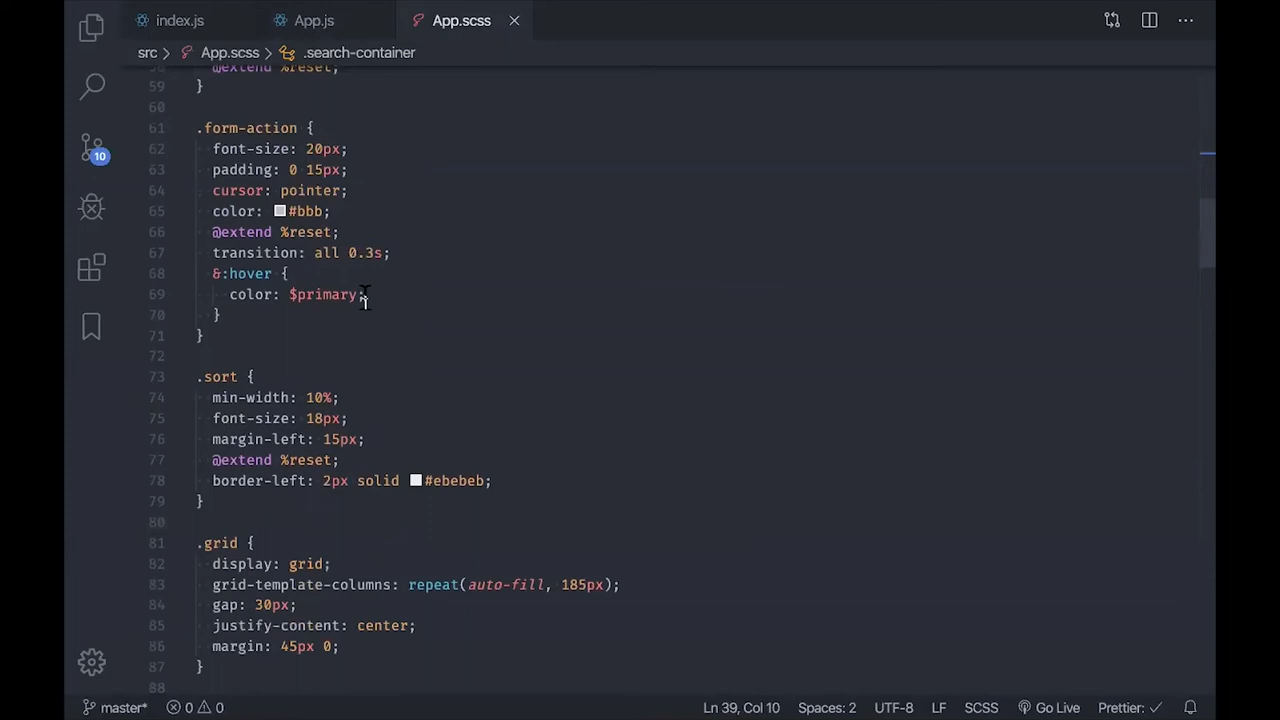 index.js App.js App.scss
src App.scss .search-container
58 @extend %reset;
59 }
60
61 .form-action {
62 font-size: 20px;
63 padding: 0 15px;
64 cursor: pointer;
65 color: #bbb;
66 @extend %reset;
67 transition: all 0.3s;
68 &:hover {
69 color: $primary;
70 }
71 }
72
73 .sort {
74 min-width: 10%;
75 font-size: 18px;
76 margin-left: 15px;
77 @extend %reset;
78 border-left: 2px solid #ebebeb;
79 }
80
81 .grid {
82 display: grid;
83 grid-template-columns: repeat(auto-fill, 185px);
84 gap: 30px;
85 justify-content: center;
86 margin: 45px 0;
87 }
88
10
master* 0 0 Ln 39, Col 10 Spaces: 2 UTF-8 LF SCSS Go Live Prettier: ✓